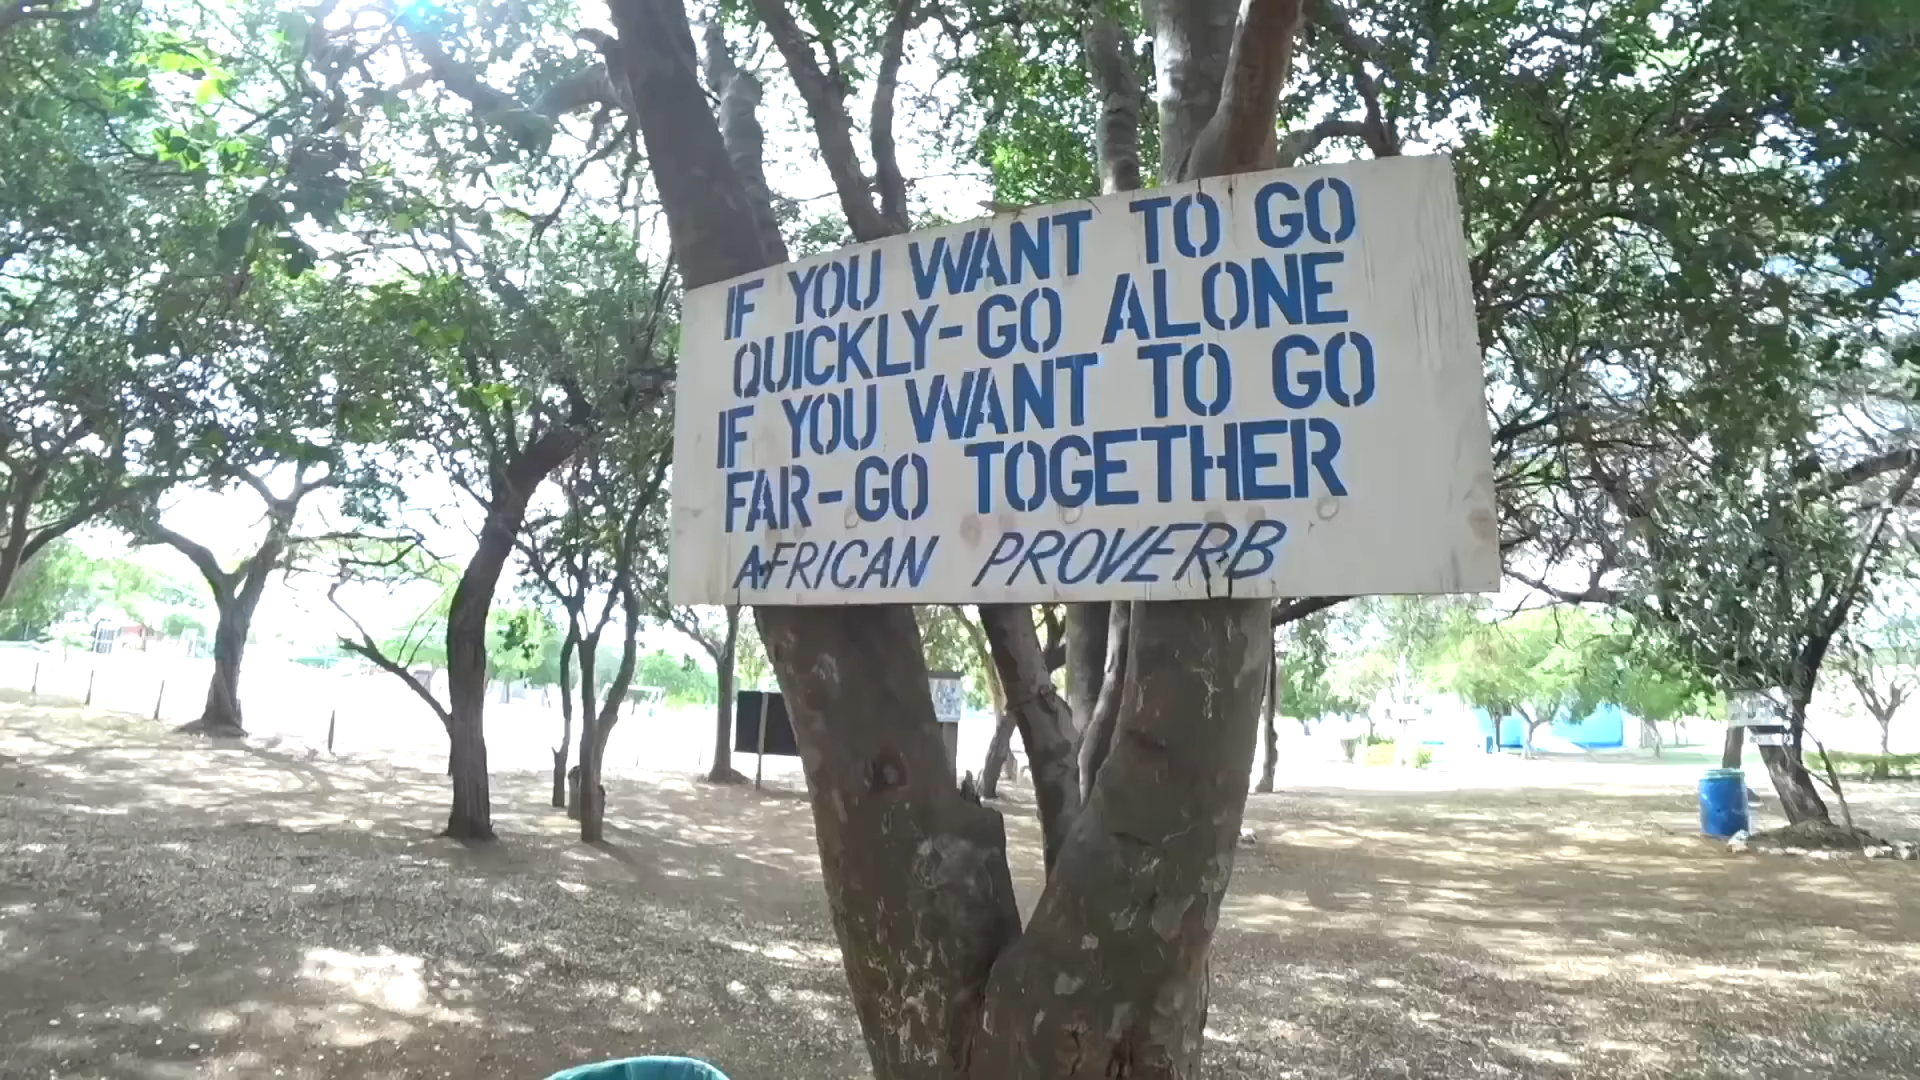 IF YOU WANT TO GO
QUICKLY-GO ALONE
IF YOU WANT TO GO
FAR-GO TOGETHER
AFRICAN PROVERB